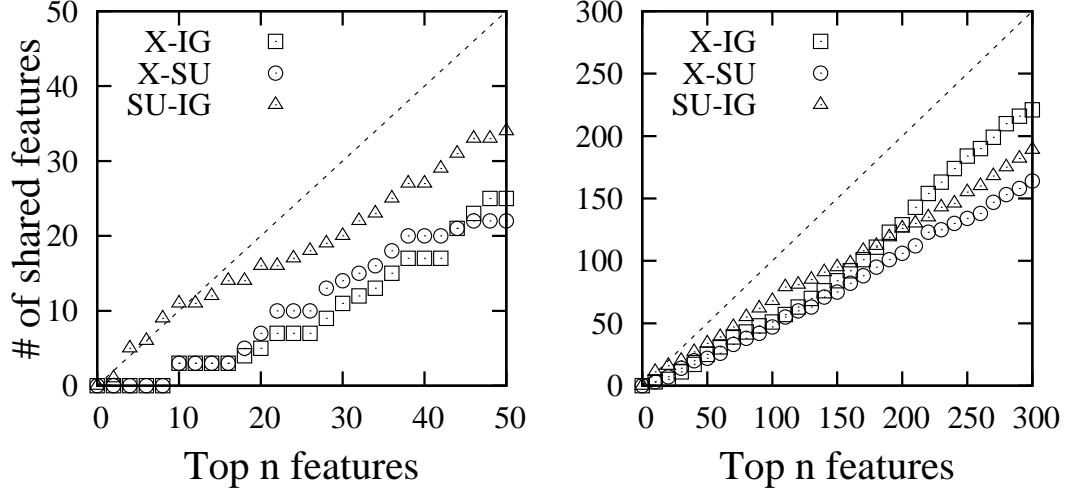 # of shared features
50
40
30
20
10
0
X-IG
X-SU
SU-IG
0 10 20 30 40 50
Top n features
300
250
200
150
100
50
0
X-IG
X-SU
SU-IG
0 50 100 150 200 250 300
Top n features